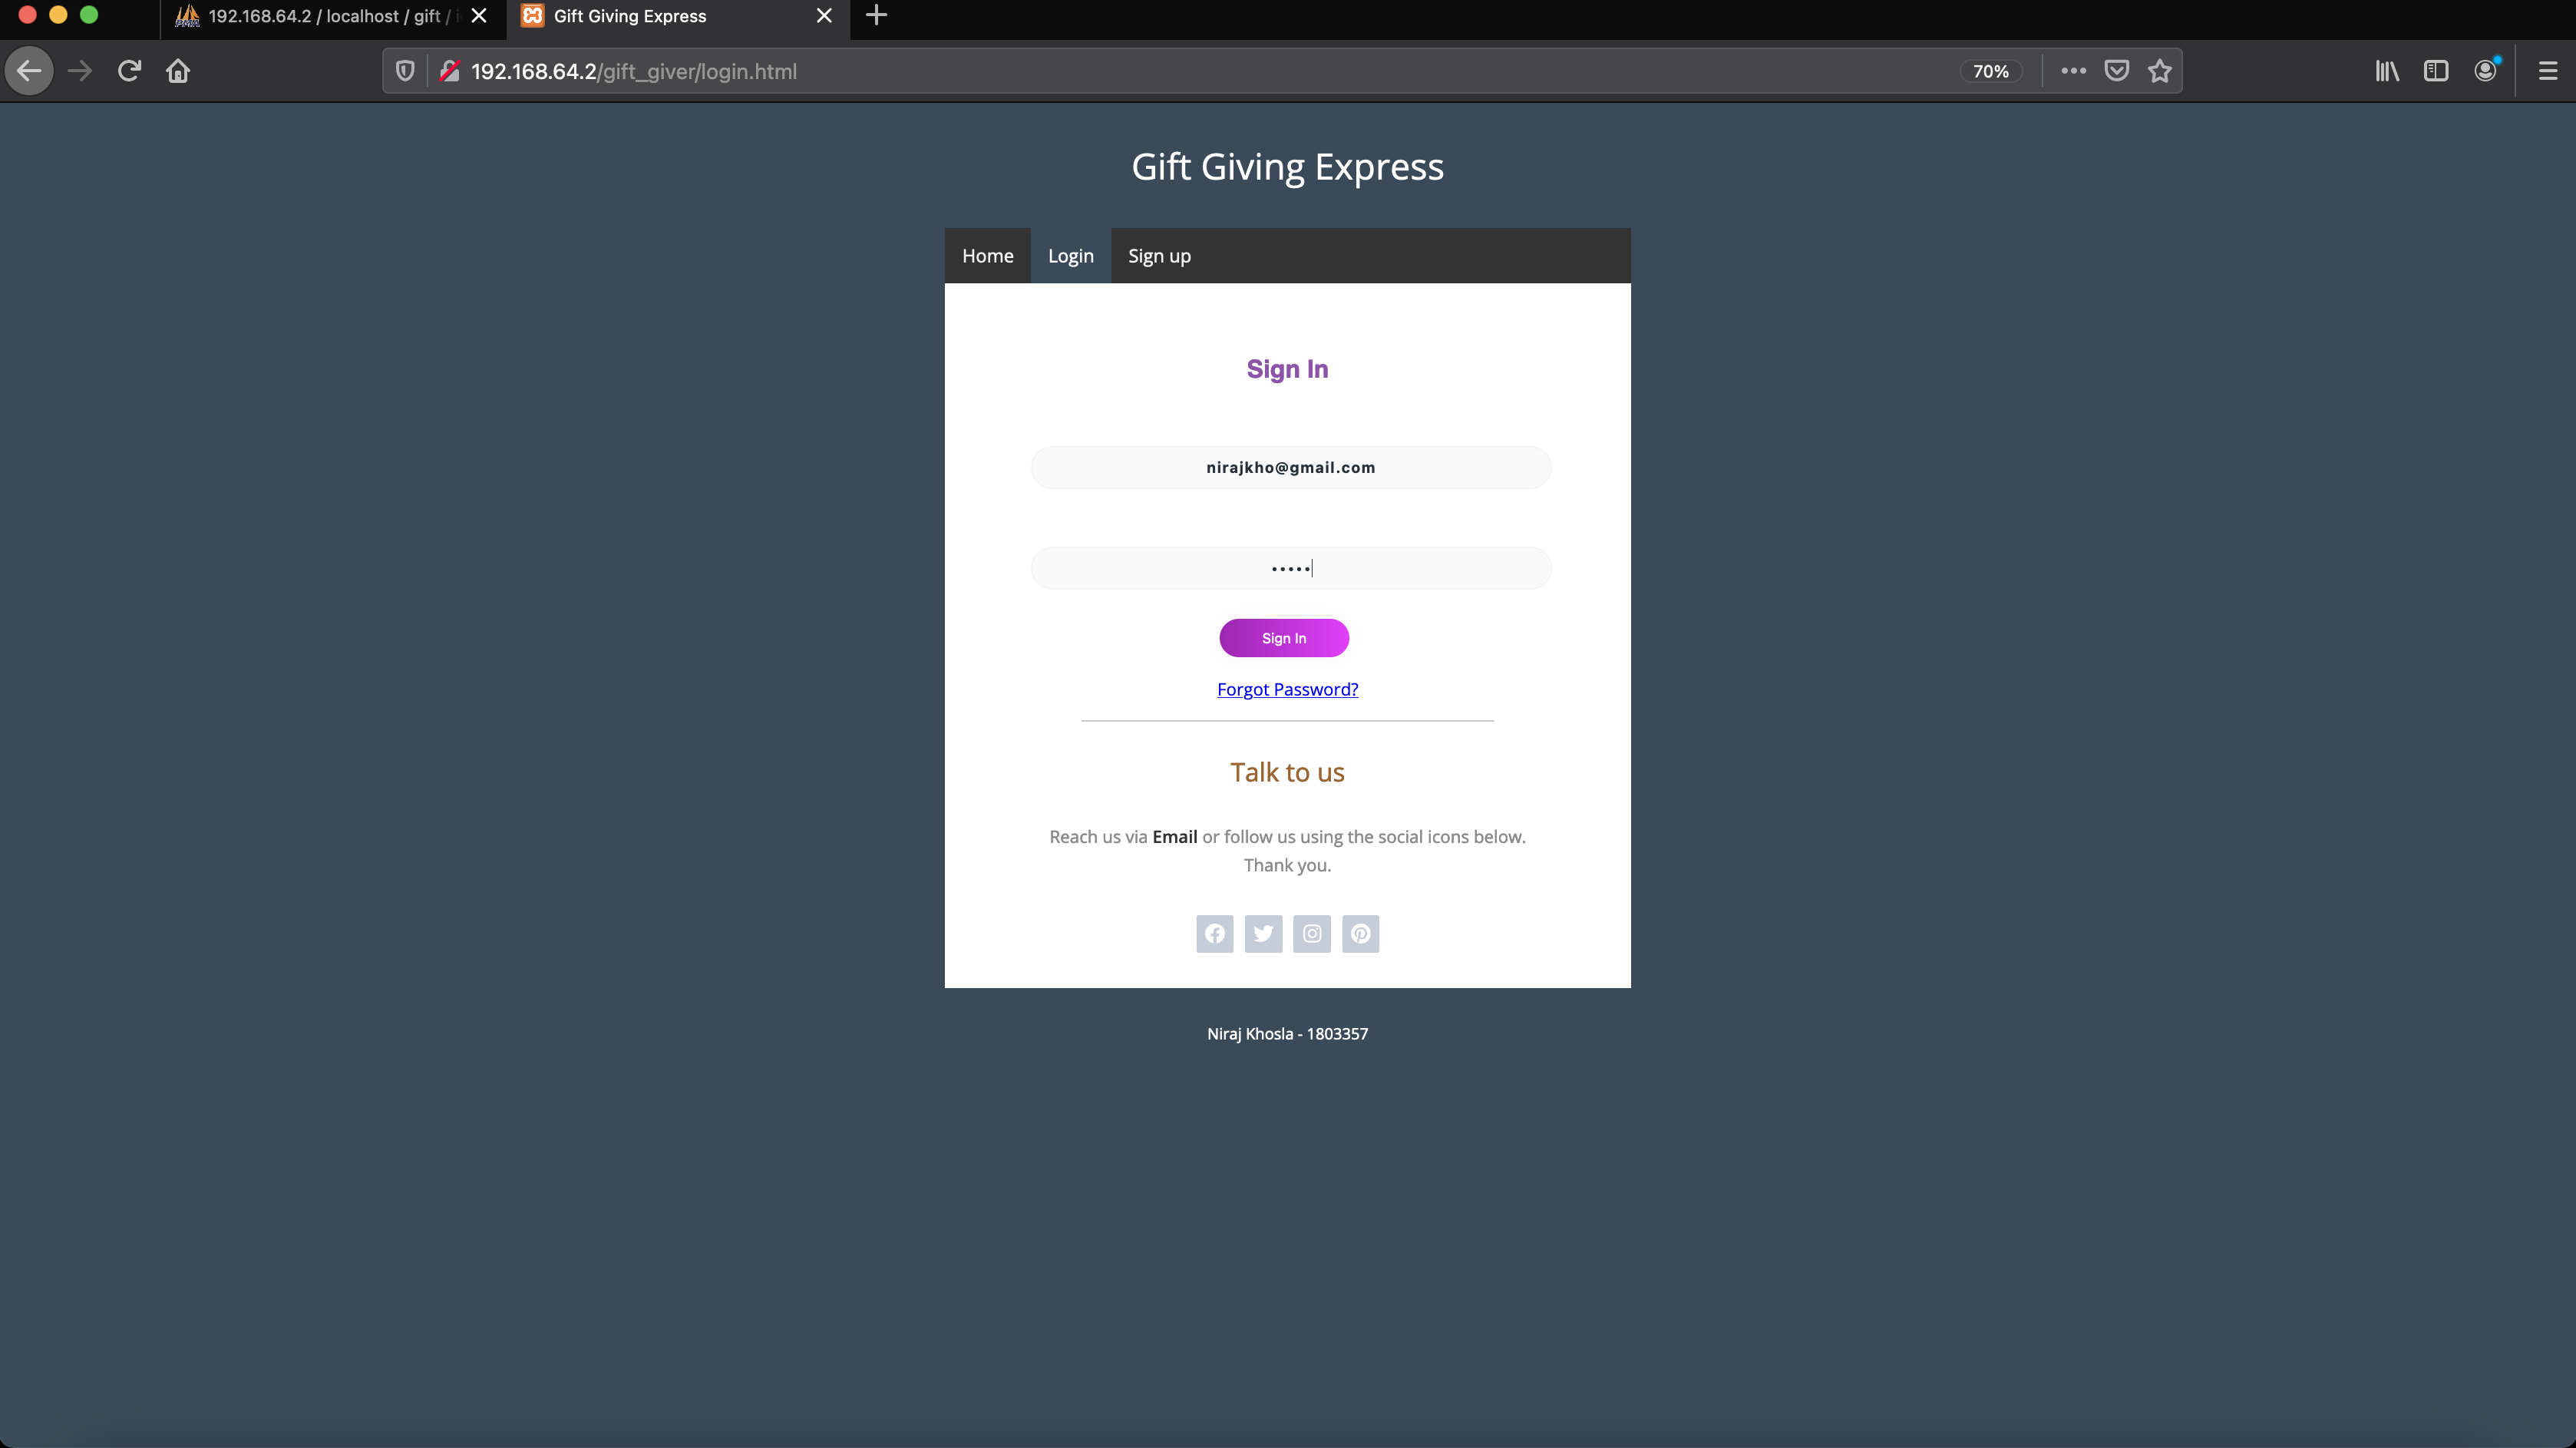 192.168.64.2 / localhost / gift /
Gift Giving Express
192.168.64.2/gift_giver/login.html
70%
Gift Giving Express
Home
Login
Sign up
Sign In
nirajkho@gmail.com
•••••
Sign In
Forgot Password?
Talk to us
Reach us via Email or follow us using the social icons below.
Thank you.
Niraj Khosla - 1803357